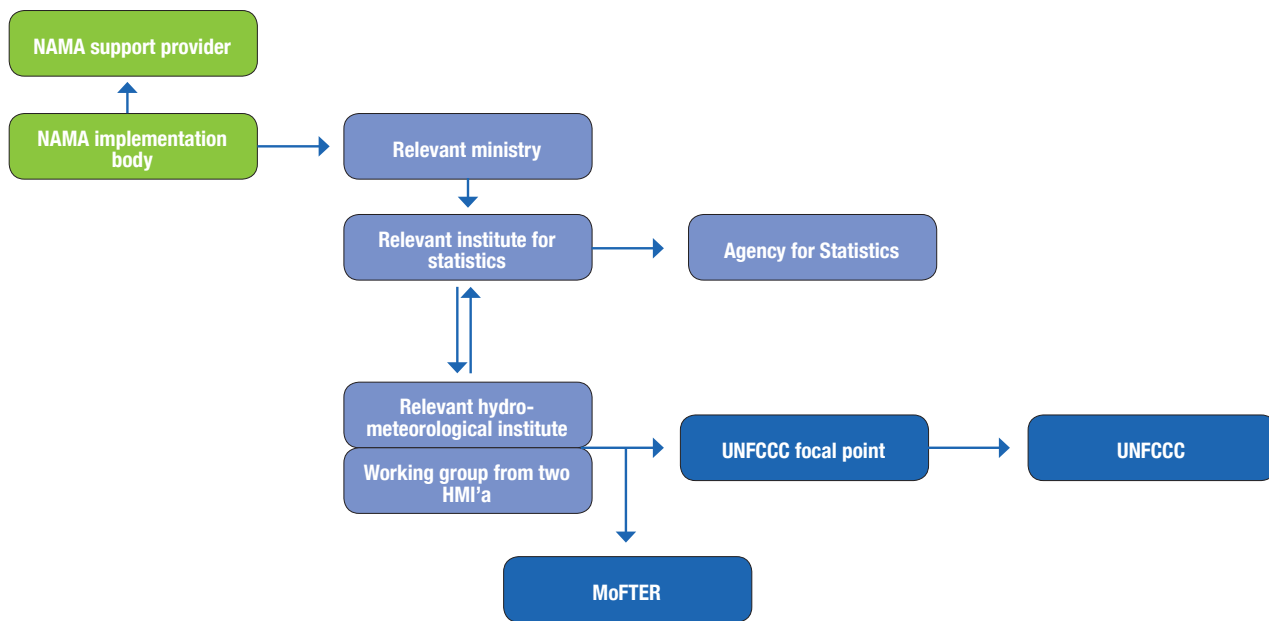 NAMA support provider
NAMA implementation
body
Relevant ministry
Relevant institute for
statistics
Agency for Statistics
Relevant hydro-
meteorological institute
Working group from two
HMI'a
UNFCCC focal point
UNFCCC
MoFTER